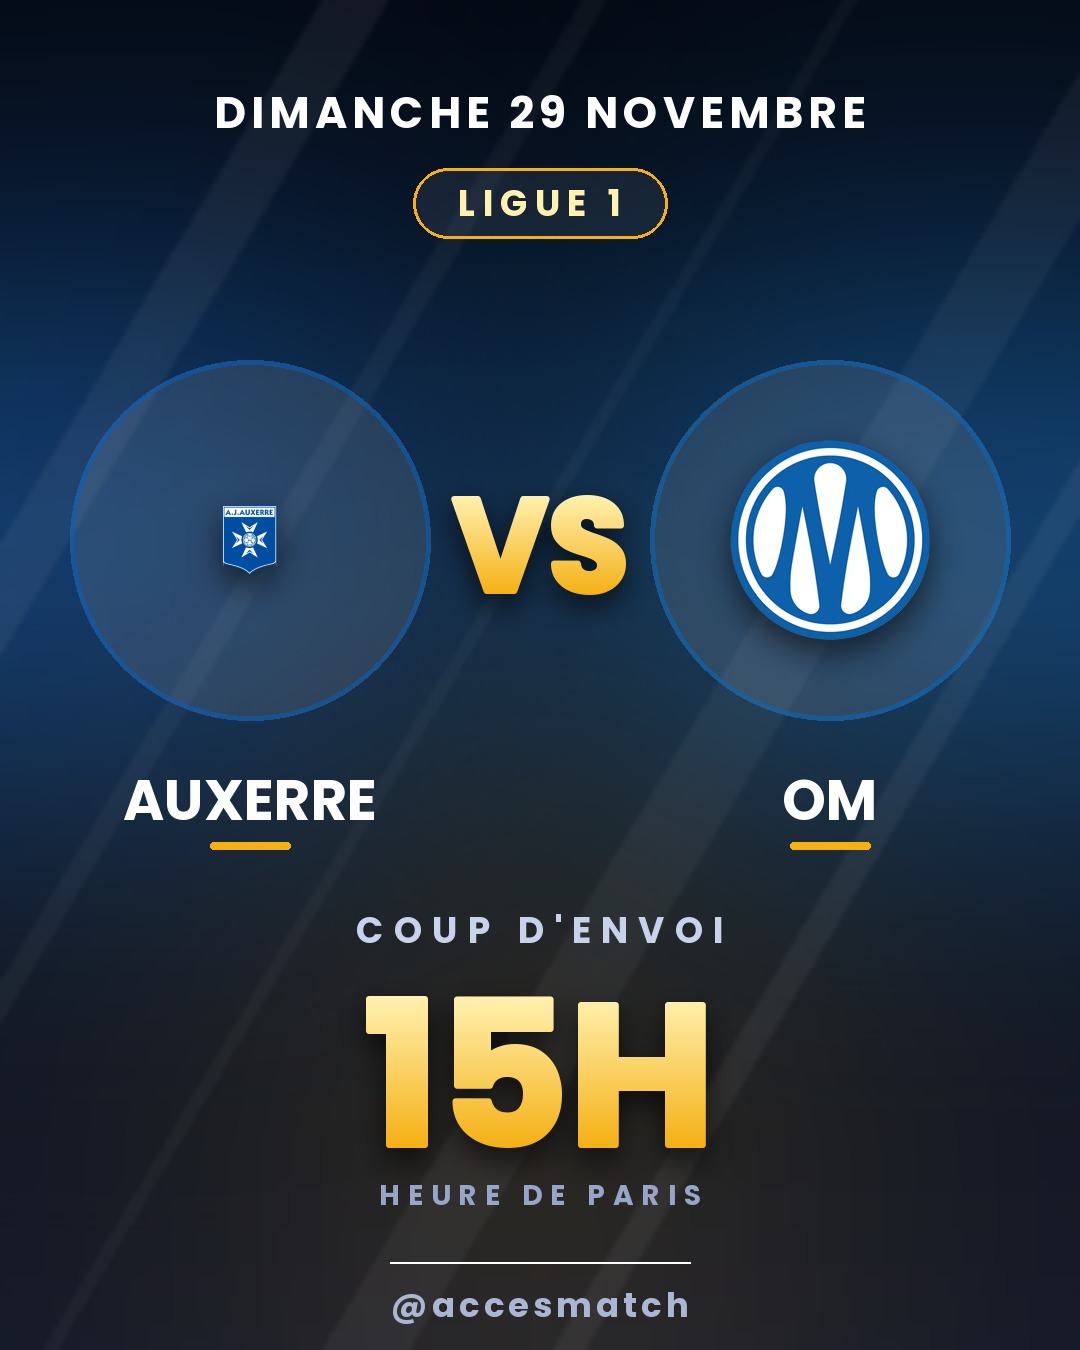 DIMANCHE 29 NOVEMBRE
LIGUE 1
A.J.AUXERRE
VS
M
AUXERRE
OM
COUP D'ENVOI
15H
HEURE DE PARIS
@accesmatch